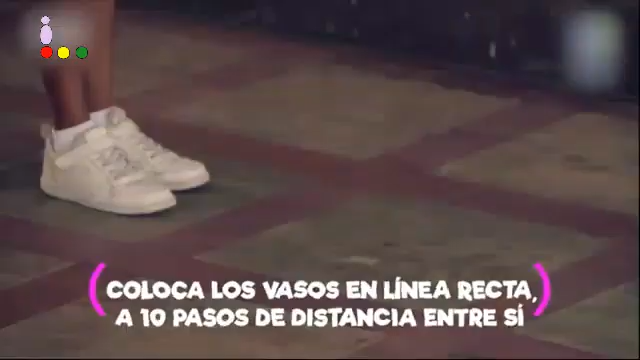 COLOCA LOS VASOS EN LÍNEA RECTA,
A 10 PASOS DE DISTANCIA ENTRE SÍ